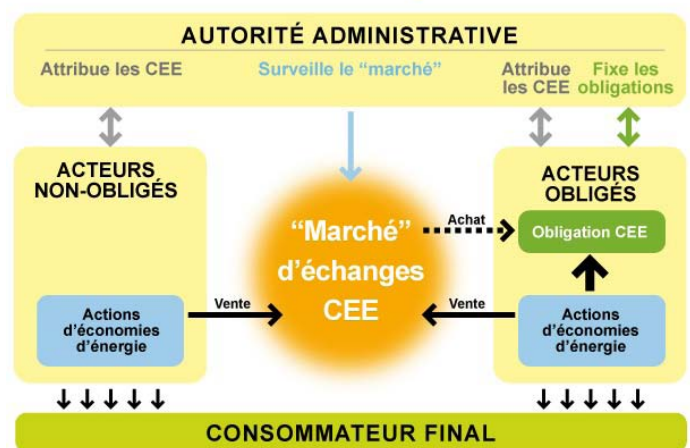 AUTORITÉ ADMINISTRATIVE
Attribue les CEE
Surveille le “marché”
Attribue
les CEE
Fixe les
obligations
ACTEURS
NON-OBLIGÉS
ACTEURS
OBLIGÉS
“Marché”
d’échanges
CEE
Achat
Obligation CEE
Vente
Vente
Actions
d’économies
d’énergie
Actions
d’économies
d’énergie
CONSOMMATEUR FINAL